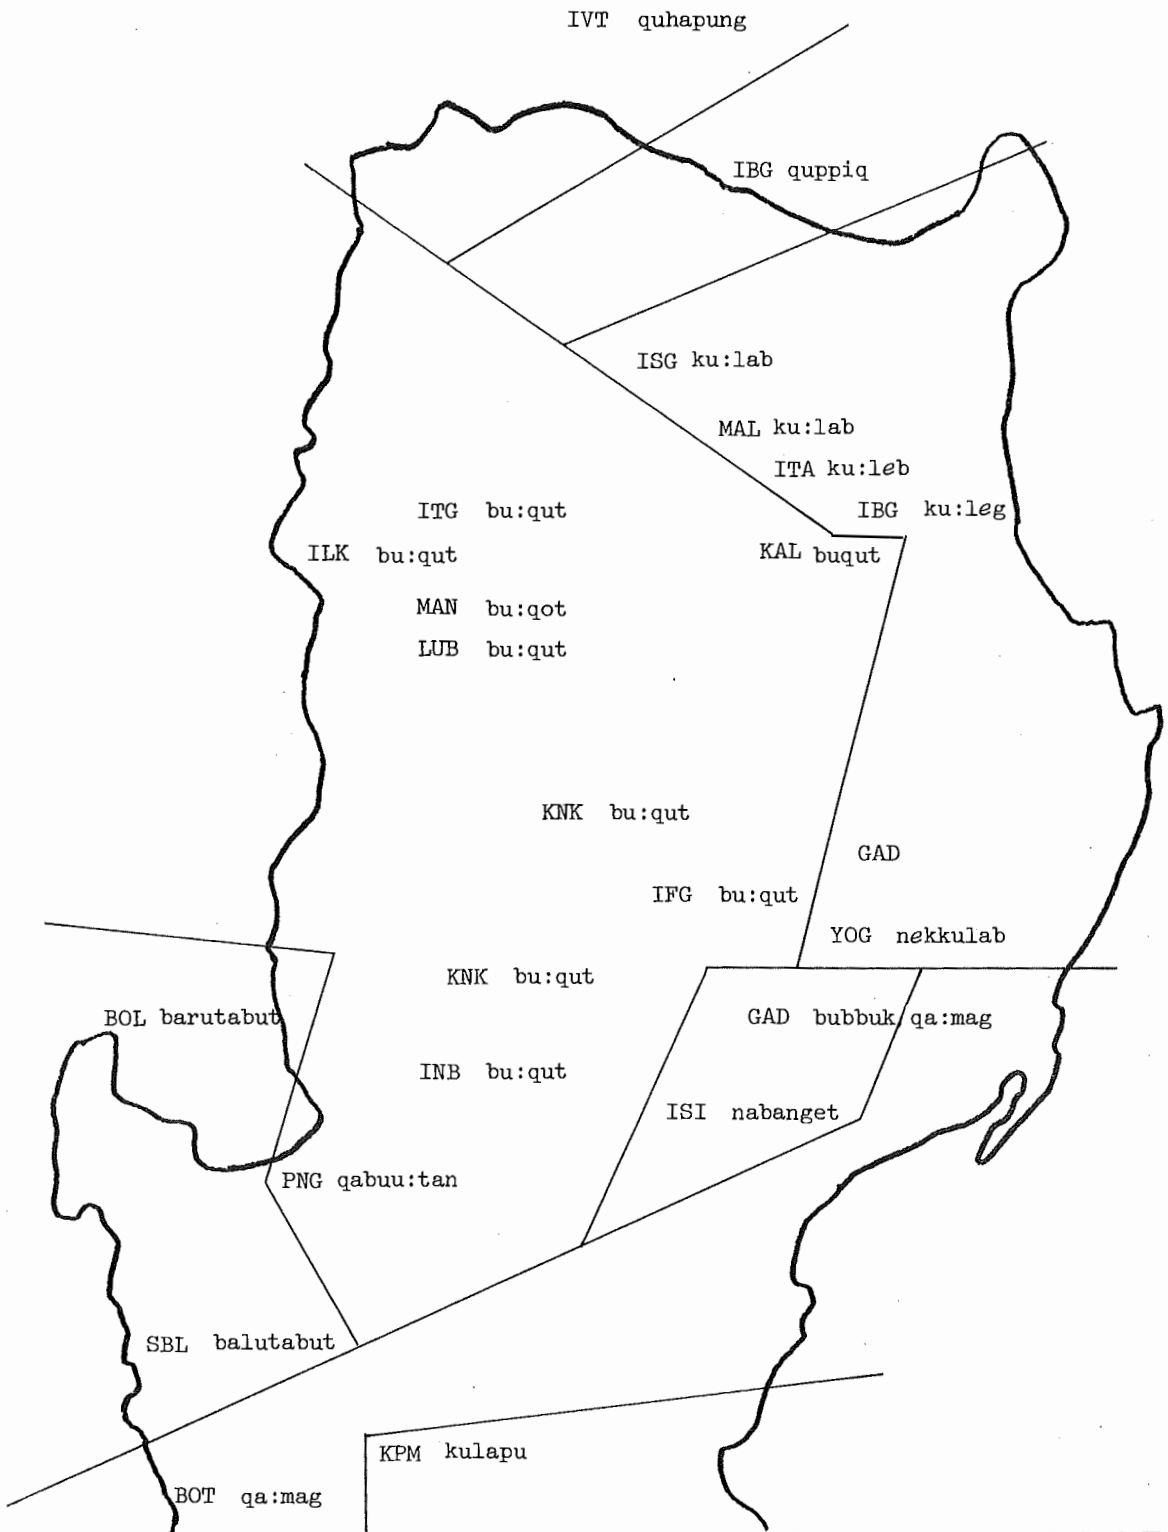 IVT quhapung
IBG quppiq
ISG ku:lab
MAL ku:lab
ITA ku:leb
ITG bu:qut
IBG ku:leg
ILK bu:qut
KAL buqut
MAN bu:qot
LUB bu:qut
KNK bu:qut
GAD
IFG bu:qut
YOG nekkulab
KNK bu:qut
BOL barutabut
GAD bubbuk, qa:mag
INB bu:qut
ISI nabanget
PNG qabuu:tan
SBL balutabut
KPM kulapu
BOT qa:mag